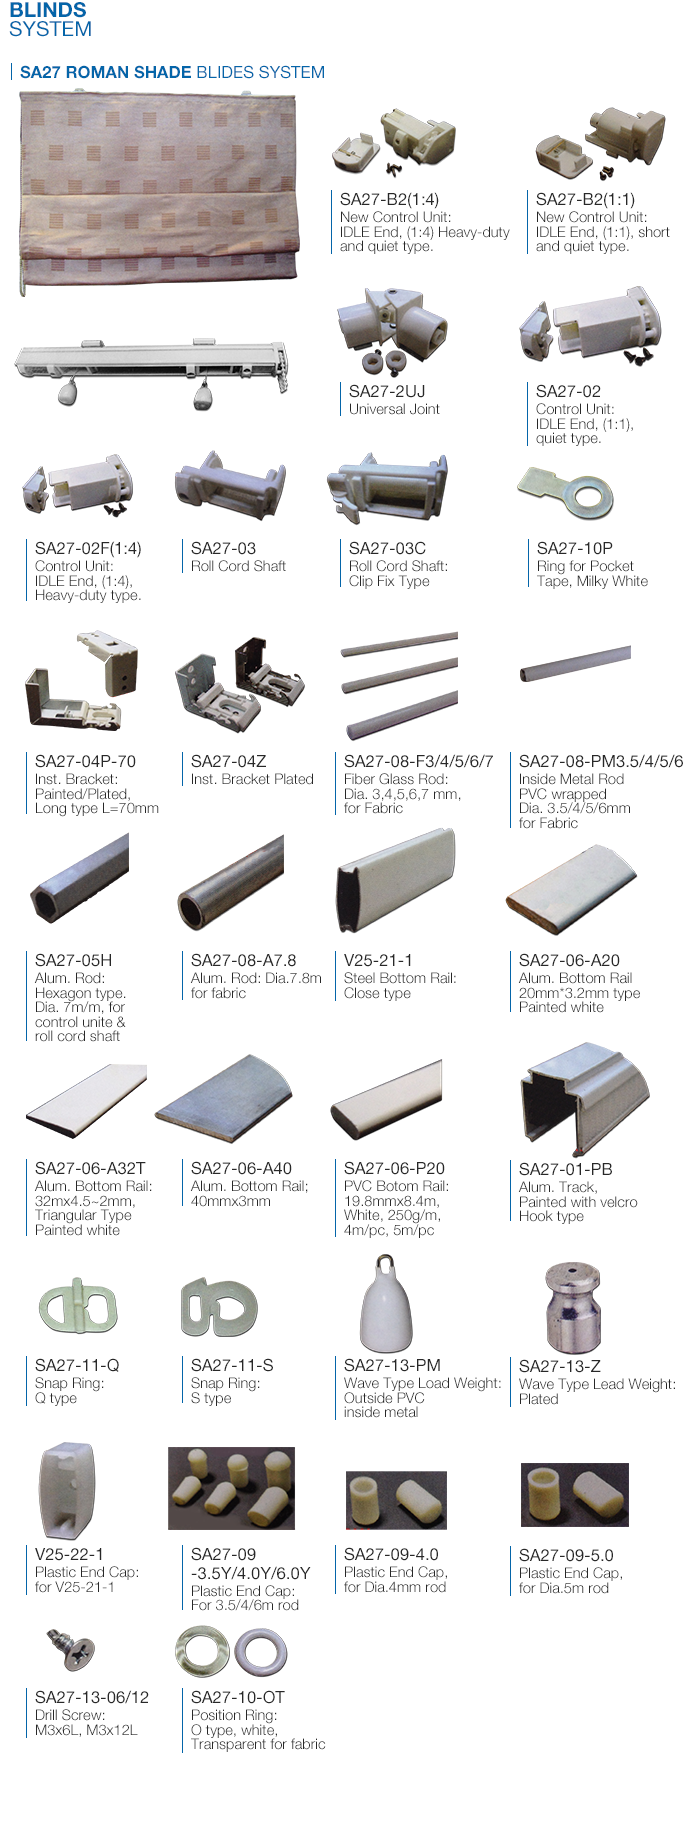 BLINDS
SYSTEM
SA27 ROMAN SHADE BLIDES SYSTEM
SA27-B2(1:4)
New Control Unit:
IDLE End, (1:4) Heavy-duty
and quiet type.
SA27-B2(1:1)
New Control Unit:
IDLE End, (1:1), short
and quiet type.
SA27-2UJ
Universal Joint
SA27-02
Control Unit:
IDLE End, (1:1),
quiet type.
SA27-02F(1:4)
Control Unit:
IDLE End, (1:4),
Heavy-duty type.
SA27-03
Roll Cord Shaft
SA27-03C
Roll Cord Shaft:
Clip Fix Type
SA27-10P
Ring for Pocket
Tape, Milky White
SA27-04P-70
Inst. Bracket:
Painted/Plated,
Long type L=70mm
SA27-04Z
Inst. Bracket Plated
SA27-08-F3/4/5/6/7
Fiber Glass Rod:
Dia. 3,4,5,6,7 mm,
for Fabric
SA27-08-PM3.5/4/5/6
Inside Metal Rod
PVC wrapped
Dia. 3.5/4/5/6mm
for Fabric
SA27-05H
Alum. Rod:
Hexagon type.
Dia. 7m/m, for
control unite &
roll cord shaft
SA27-08-A7.8
Alum. Rod: Dia.7.8m
for fabric
V25-21-1
Steel Bottom Rail:
Close type
SA27-06-A20
Alum. Bottom Rail
20mm*3.2mm type
Painted white
SA27-06-A32T
Alum. Bottom Rail:
32mx4.5~2mm,
Triangular Type
Painted white
SA27-06-A40
Alum. Bottom Rail;
40mmx3mm
SA27-06-P20
PVC Botom Rail:
19.8mmx8.4m,
White, 250g/m,
4m/pc, 5m/pc
SA27-01-PB
Alum. Track,
Painted with velcro
Hook type
SA27-11-Q
Snap Ring:
Q type
SA27-11-S
Snap Ring:
S type
SA27-13-PM
Wave Type Load Weight:
Outside PVC
inside metal
SA27-13-Z
Wave Type Lead Weight:
Plated
V25-22-1
Plastic End Cap:
for V25-21-1
SA27-09
-3.5Y/4.0Y/6.0Y
Plastic End Cap:
For 3.5/4/6m rod
SA27-09-4.0
Plastic End Cap,
for Dia.4mm rod
SA27-09-5.0
Plastic End Cap,
for Dia.5m rod
SA27-13-06/12
Drill Screw:
M3x6L, M3x12L
SA27-10-OT
Position Ring:
O type, white,
Transparent for fabric